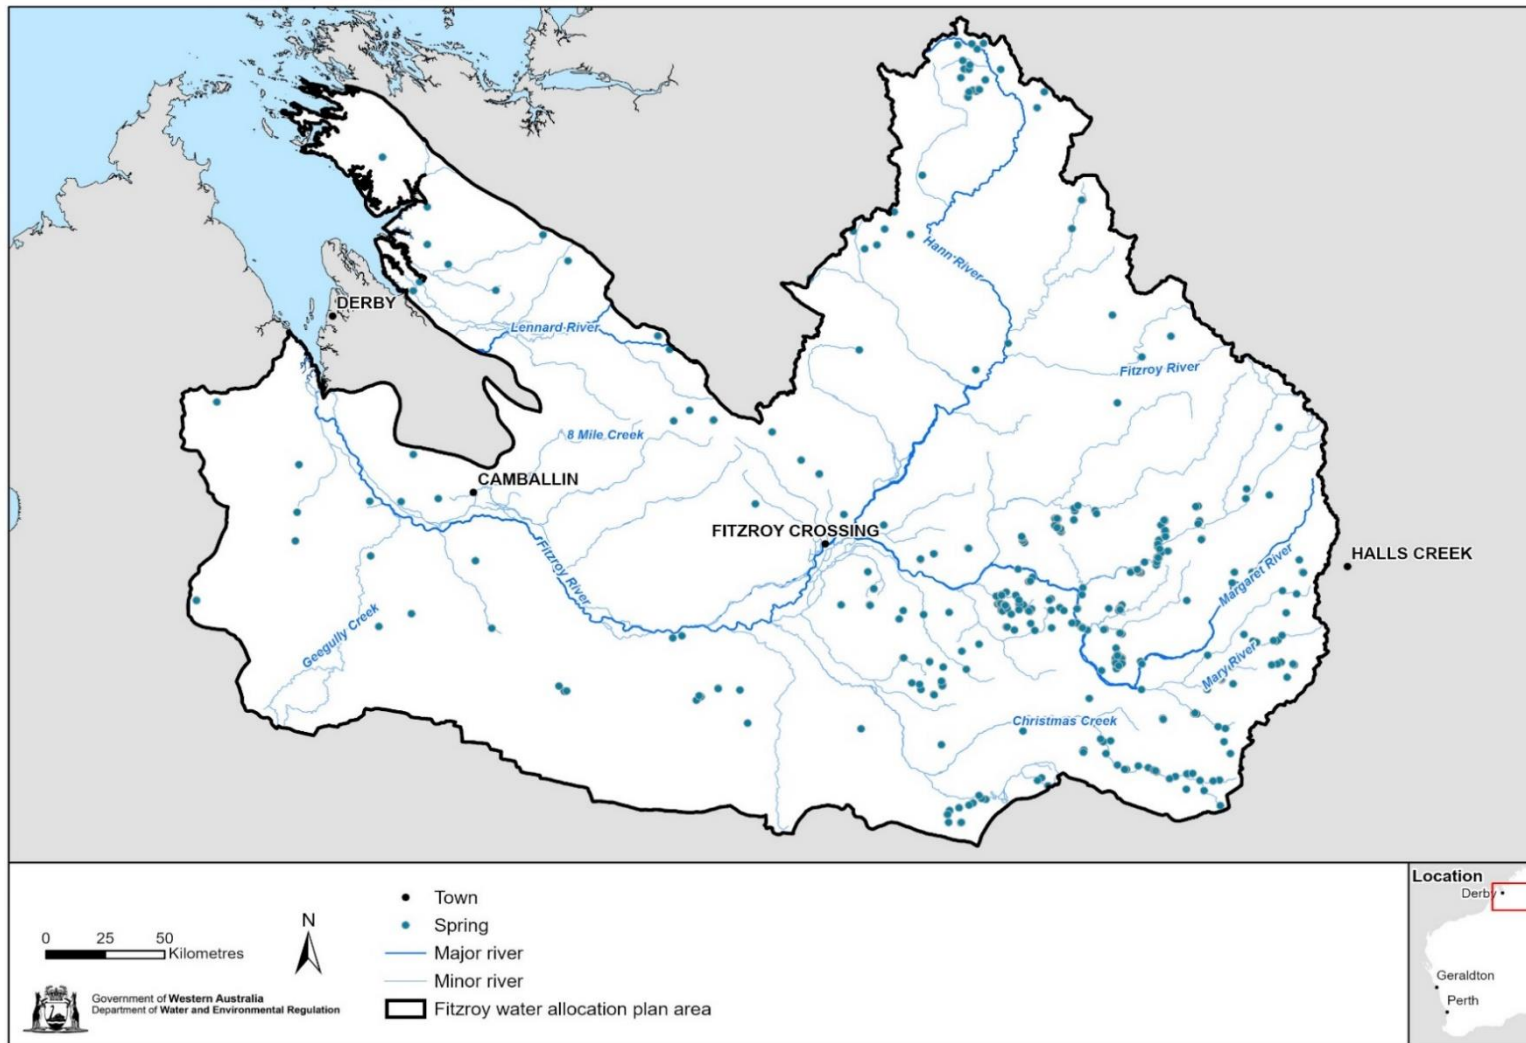 Hann River
DERBY
Lennard River
Fitzroy River
8 Mile Creek
CAMBALLIN
FITZROY CROSSING
HALLS CREEK
Fitzroy River
Margaret River
Geegully Creek
Mary River
Christmas Creek
Town
Spring
Major river
Minor river
Fitzroy water allocation plan area
0 25 50
Kilometres
N
Government of Western Australia
Department of Water and Environmental Regulation
Location
Derby
Geraldton
Perth